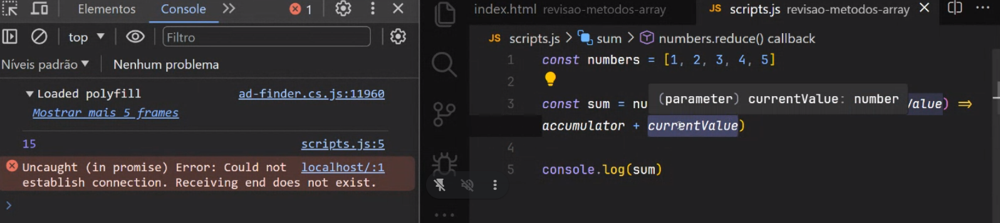 Elementos Console 1
top Filtro
Níveis padrão Nenhum problema
Loaded polyfill ad-finder.cs.js:11960
Mostrar mais 5 frames
15 scripts.js:5
Uncaught (in promise) Error: Could not localhost/:1
establish connection. Receiving end does not exist.
index.html revisao-metodos-array JS scripts.js revisao-metodos-array
JS scripts.js > sum > numbers.reduce() callback
1 const numbers = [1, 2, 3, 4, 5]
2
(parameter) currentValue: number
3 const sum = nu Value) =>
accumulator + currentValue)
4
5 console.log(sum)